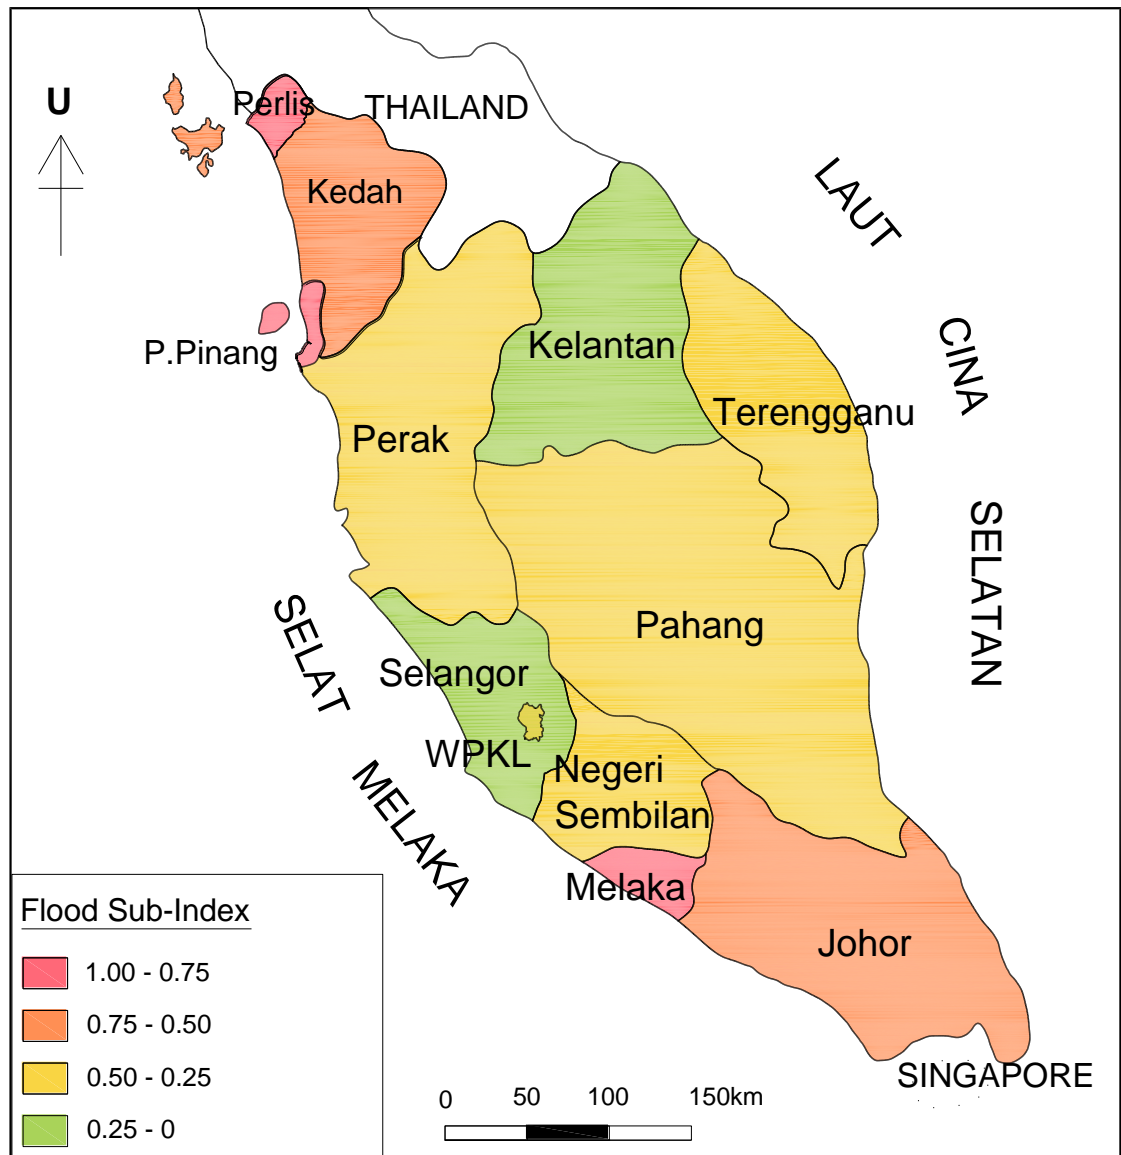 U
Perlis
THAILAND
Kedah
LAUT
CINA
SELATAN
P.Pinang
Kelantan
Terengganu
Perak
Pahang
SELAT
MELAKA
Selangor
WPKL
Negeri
Sembilan
Melaka
Johor
SINGAPORE
Flood Sub-Index
1.00 - 0.75
0.75 - 0.50
0.50 - 0.25
0.25 - 0
0 50 100 150km